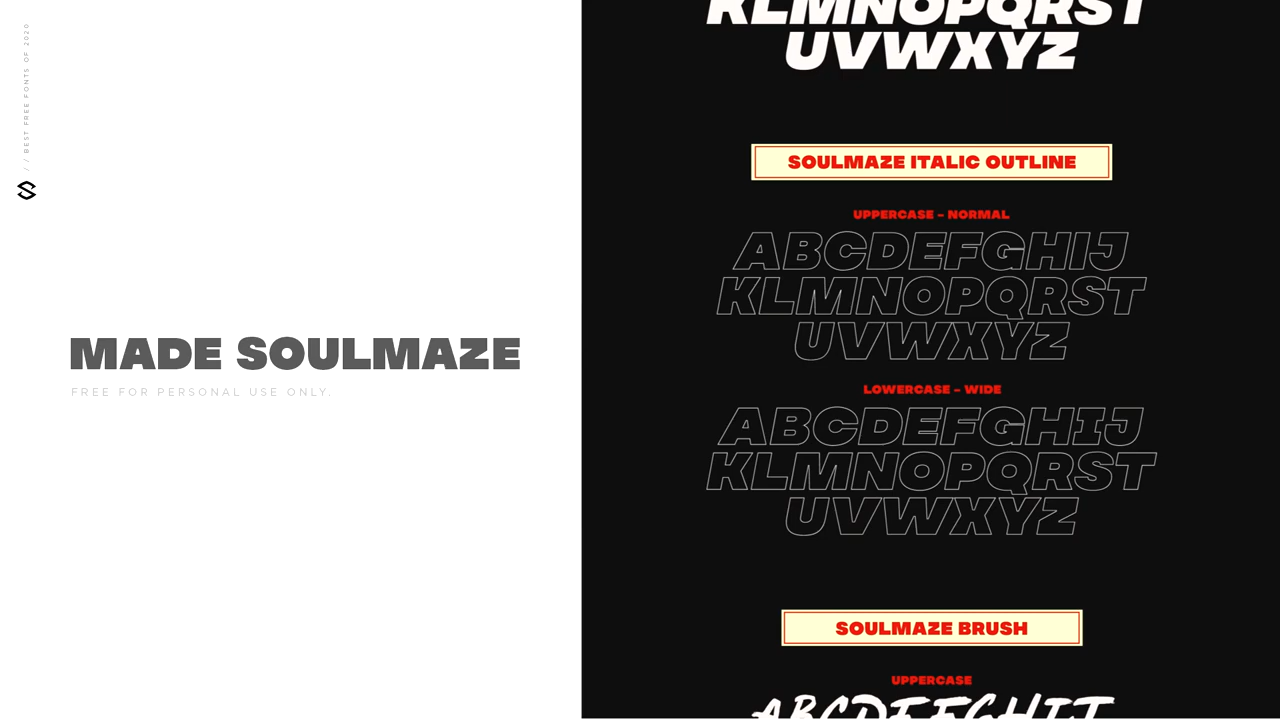 // BEST FREE FONTS OF 2020
MADE SOULMAZE
FREE FOR PERSONAL USE ONLY.
KLMNOPQRST
UVWXYZ
SOULMAZE ITALIC OUTLINE
UPPERCASE - NORMAL
ABCDEFGHIJ
KLMNOPQRST
UVWXYZ
LOWERCASE - WIDE
ABCDEFGHIJ
KLMNOPQRST
UVWXYZ
SOULMAZE BRUSH
UPPERCASE
ABCDEFGHIJ